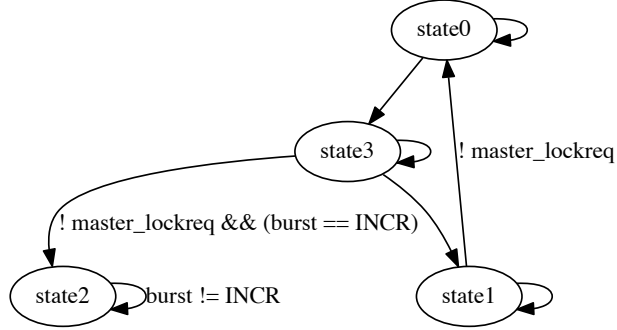 state0
state3
! master_lockreq
! master_lockreq && (burst == INCR)
state2
burst != INCR
state1